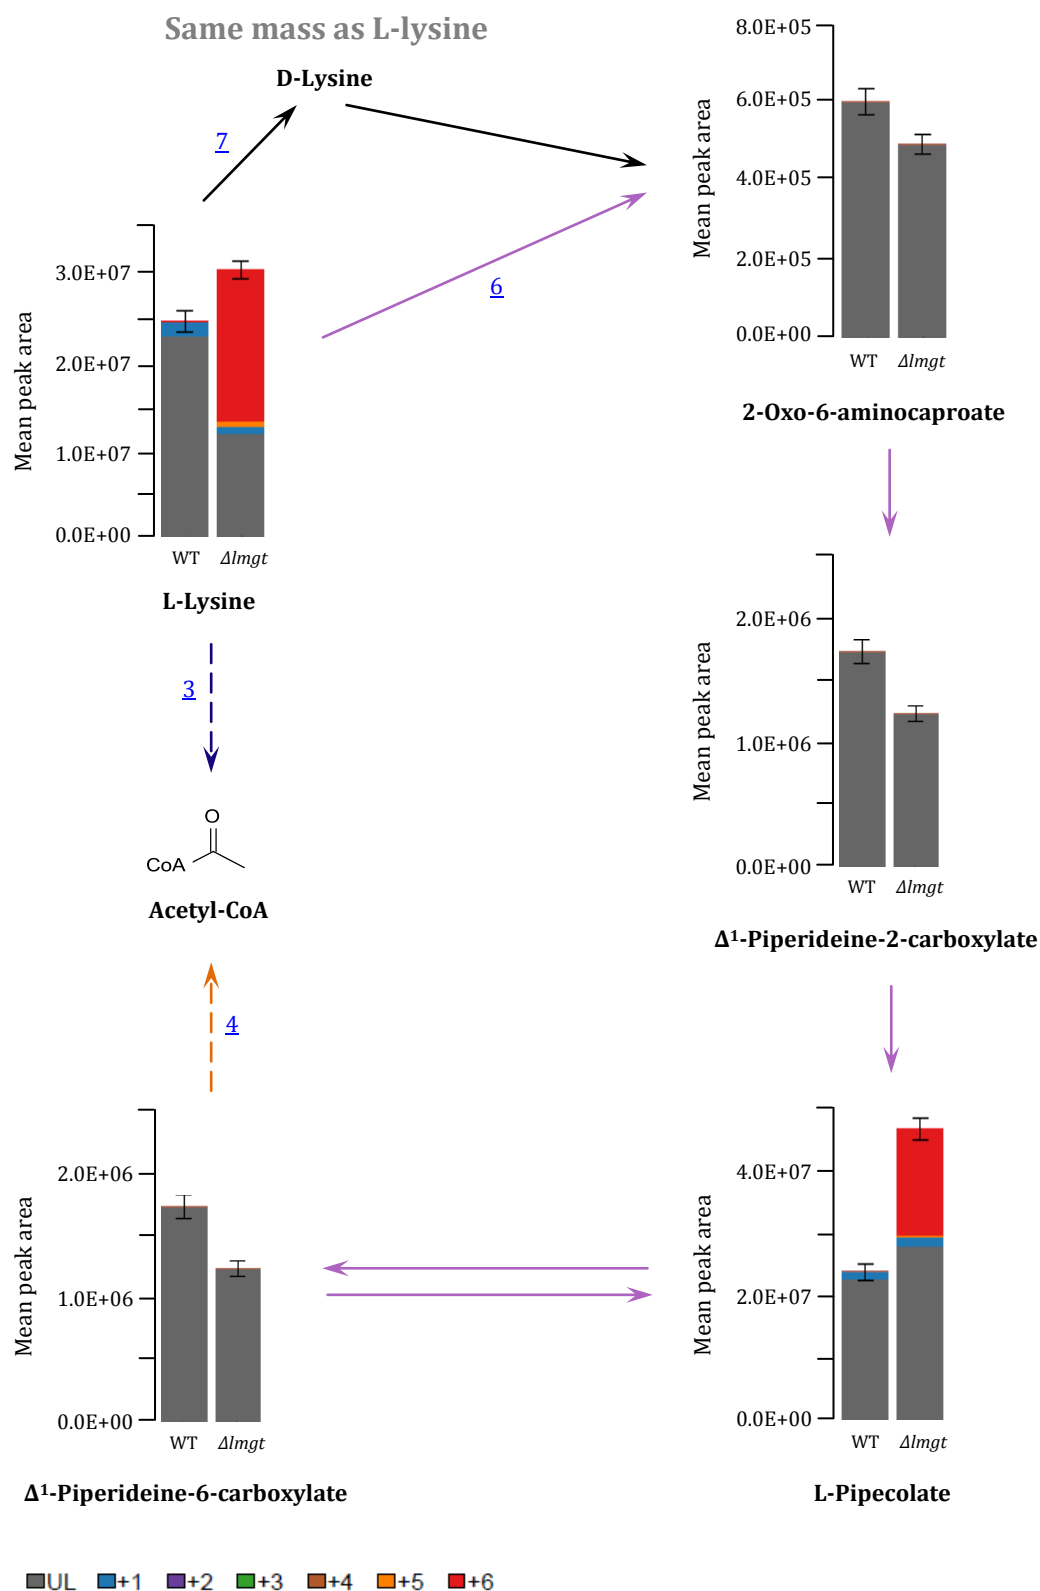 Same mass as L-lysine
D-Lysine
7
6
Mean peak area
3.0E+07
2.0E+07
1.0E+07
0.0E+00
WT Δlmgt
L-Lysine
Mean peak area
8.0E+05
6.0E+05
4.0E+05
2.0E+05
0.0E+00
WT Δlmgt
2-Oxo-6-aminocaproate
3
O
CoA
Acetyl-CoA
Mean peak area
2.0E+06
1.0E+06
0.0E+00
WT Δlmgt
Δ¹-Piperideine-2-carboxylate
4
Mean peak area
2.0E+06
1.0E+06
0.0E+00
WT Δlmgt
Δ¹-Piperideine-6-carboxylate
Mean peak area
4.0E+07
2.0E+07
0.0E+00
WT Δlmgt
L-Pipecolate
UL +1 +2 +3 +4 +5 +6